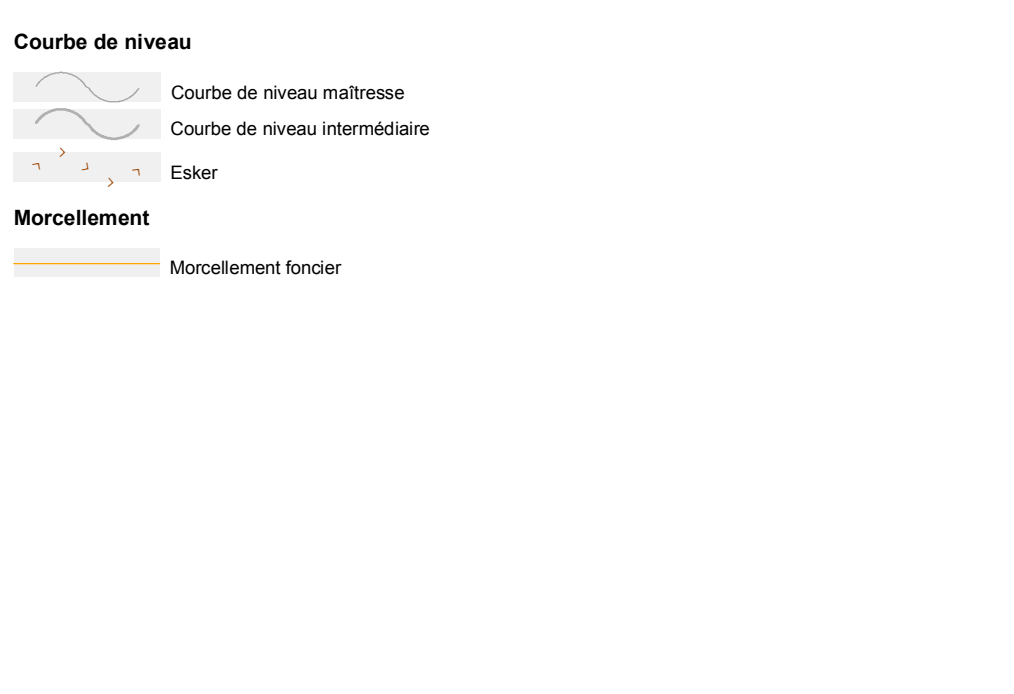 Courbe de niveau
Courbe de niveau maîtresse
Courbe de niveau intermédiaire
Esker
Morcellement
Morcellement foncier